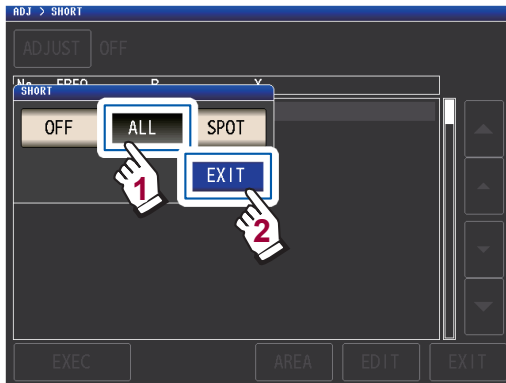 ADJ > SHORT
ADJUST OFF
No. FREQ R X
SHORT
OFF ALL SPOT
1
EXIT
2
EXEC AREA EDIT EXIT